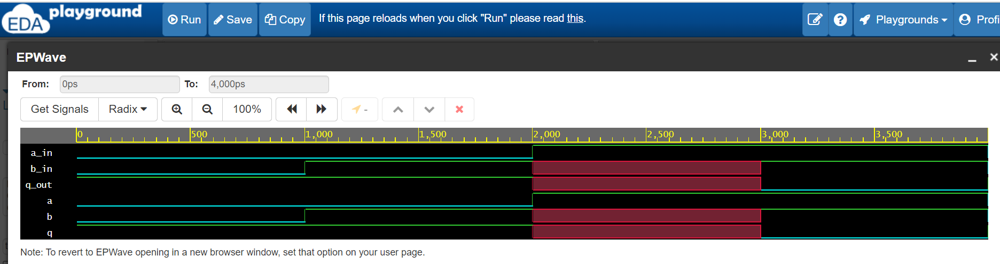 EDA playground
Run Save Copy If this page reloads when you click "Run" please read this. Playgrounds Profi
EPWave
From: 0ps To: 4,000ps
Get Signals Radix 100% -
0 500 1,000 1,500 2,000 2,500 3,000 3,500
a_in
b_in
q_out
a
b
q
Note: To revert to EPWave opening in a new browser window, set that option on your user page.